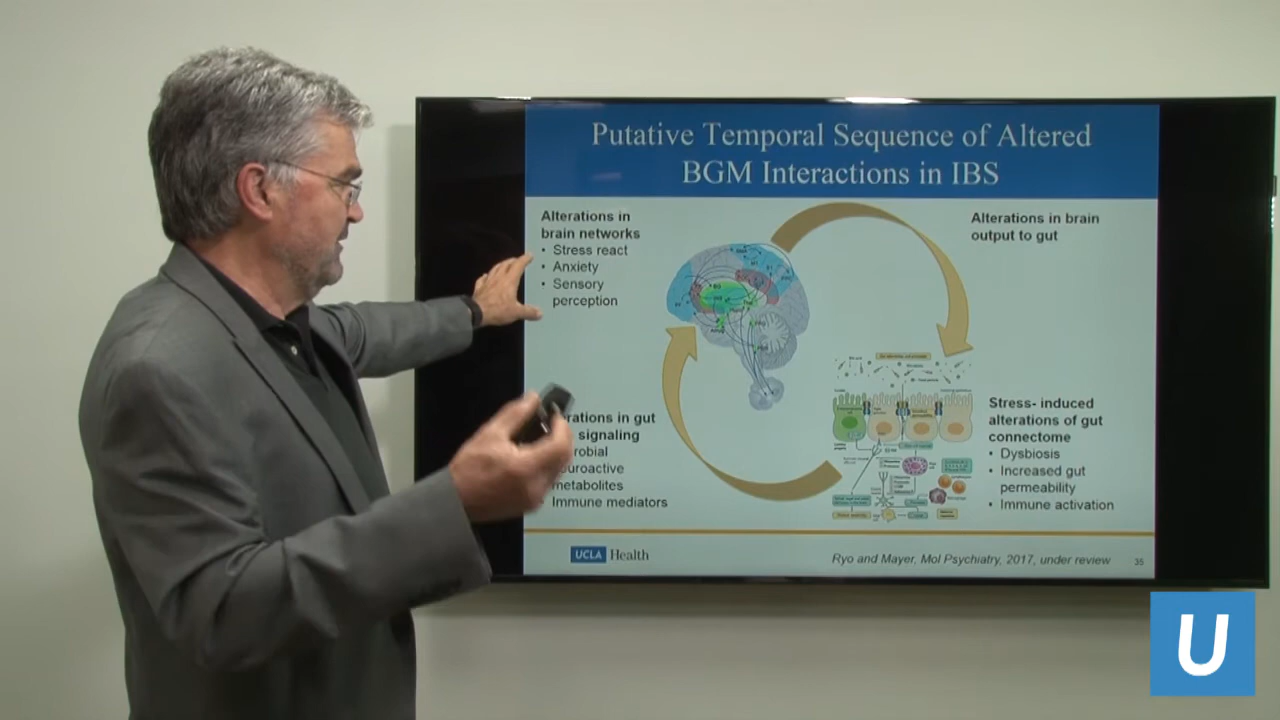 Putative Temporal Sequence of Altered
BGM Interactions in IBS
Alterations in
brain networks
• Stress react
• Anxiety
• Sensory
perception
Alterations in brain
output to gut
erations in gut
signaling
robial
euroactive
metabolites
Immune mediators
Stress- induced
alterations of gut
connectome
• Dysbiosis
• Increased gut
permeability
• Immune activation
UCLA Health
Ryo and Mayer, Mol Psychiatry, 2017, under review
35
U